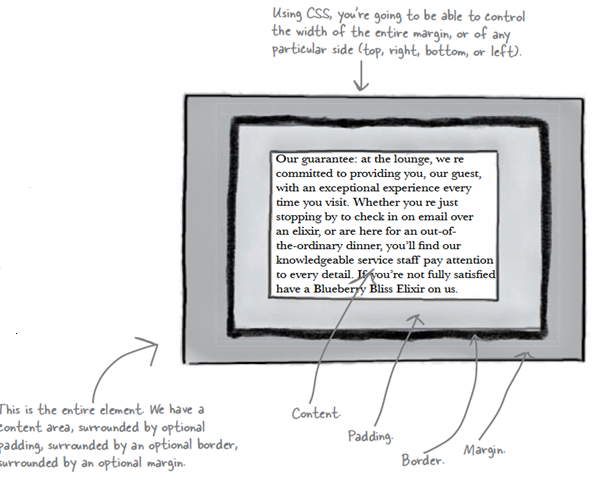 Using CSS, you're going to be able to control
the width of the entire margin, or of any
particular side (top, right, bottom, or left).
Our guarantee: at the lounge, we re
committed to providing you, our guest,
with an exceptional experience every
time you visit. Whether you re just
stopping by to check in on email over
an elixir, or are here for an out-of-
the-ordinary dinner, you'll find our
knowledgeable service staff pay attention
to every detail. If you're not fully satisfied
have a Blueberry Bliss Elixir on us.
This is the entire element. We have a
content area, surrounded by optional
padding, surrounded by an optional border,
surrounded by an optional margin.
Content.
Padding.
Border.
Margin.